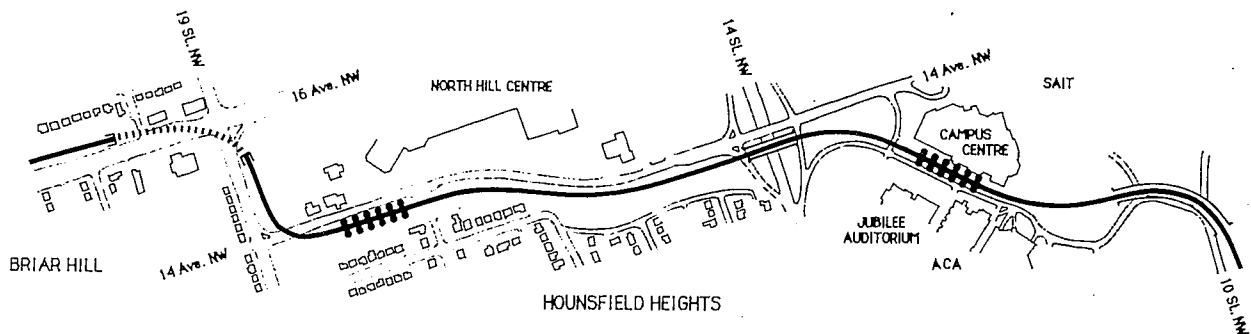 19 St. NW
16 Ave. NW
NORTH HILL CENTRE
14 St. NW
14 Ave. NW
SAIT
CAMPUS
CENTRE
BRIAR HILL
14 Ave. NW
JUBILEE
AUDITORIUM
ACA
HOUNSFIELD HEIGHTS
10 St. NW